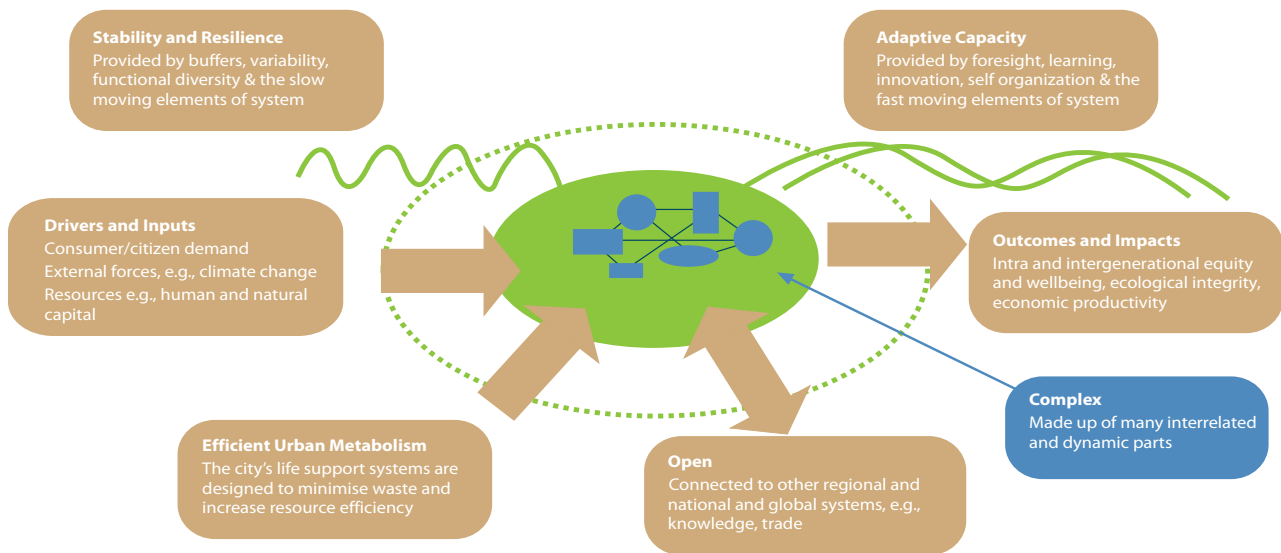 Stability and Resilience
Provided by buffers, variability,
functional diversity & the slow
moving elements of system
Adaptive Capacity
Provided by foresight, learning,
innovation, self organization & the
fast moving elements of system
Drivers and Inputs
Consumer/citizen demand
External forces, e.g., climate change
Resources e.g., human and natural
capital
Outcomes and Impacts
Intra and intergenerational equity
and wellbeing, ecological integrity,
economic productivity
Complex
Made up of many interrelated
and dynamic parts
Efficient Urban Metabolism
The city’s life support systems are
designed to minimise waste and
increase resource efficiency
Open
Connected to other regional and
national and global systems, e.g.,
knowledge, trade